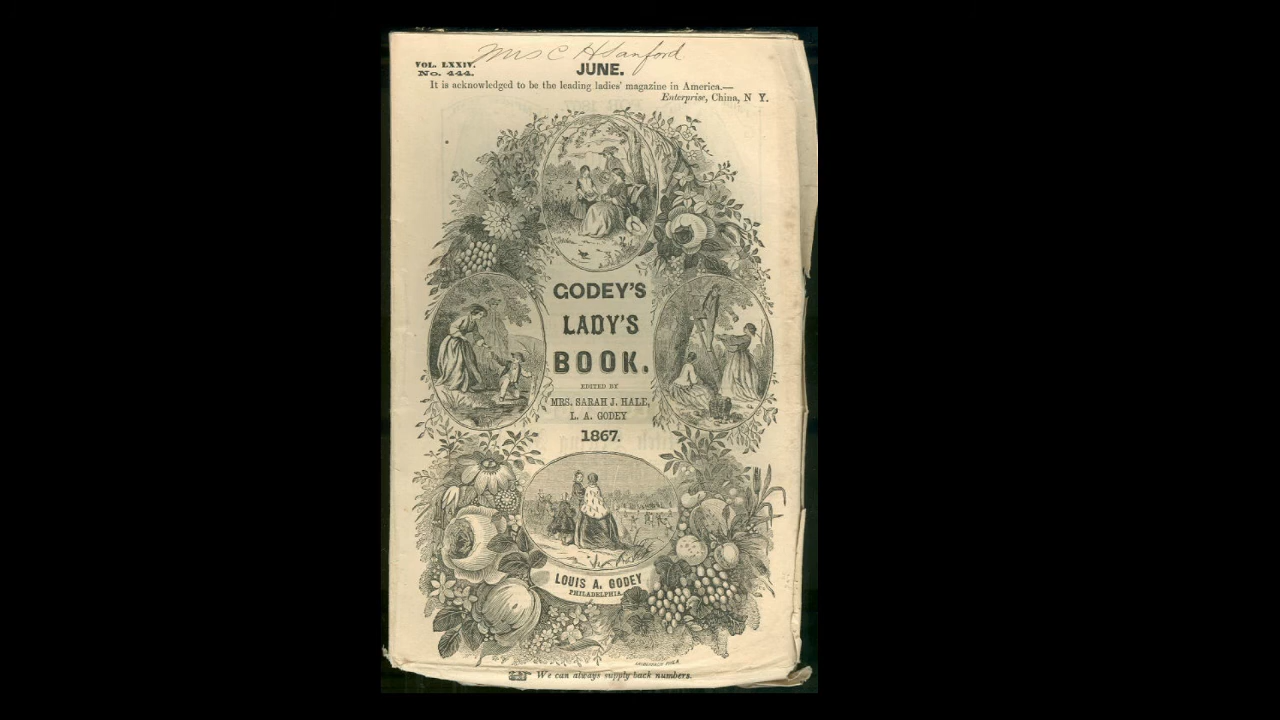 Mrs C H Sanford
VOL. LXXIV.
No. 444.
JUNE.
It is acknowledged to be the leading ladies' magazine in America.—
Enterprise, China, N Y.
GODEY'S
LADY'S
BOOK.
EDITED BY
MRS. SARAH J. HALE,
L. A. GODEY
1867.
LOUIS A. GODEY
PHILADELPHIA.
We can always supply back numbers.